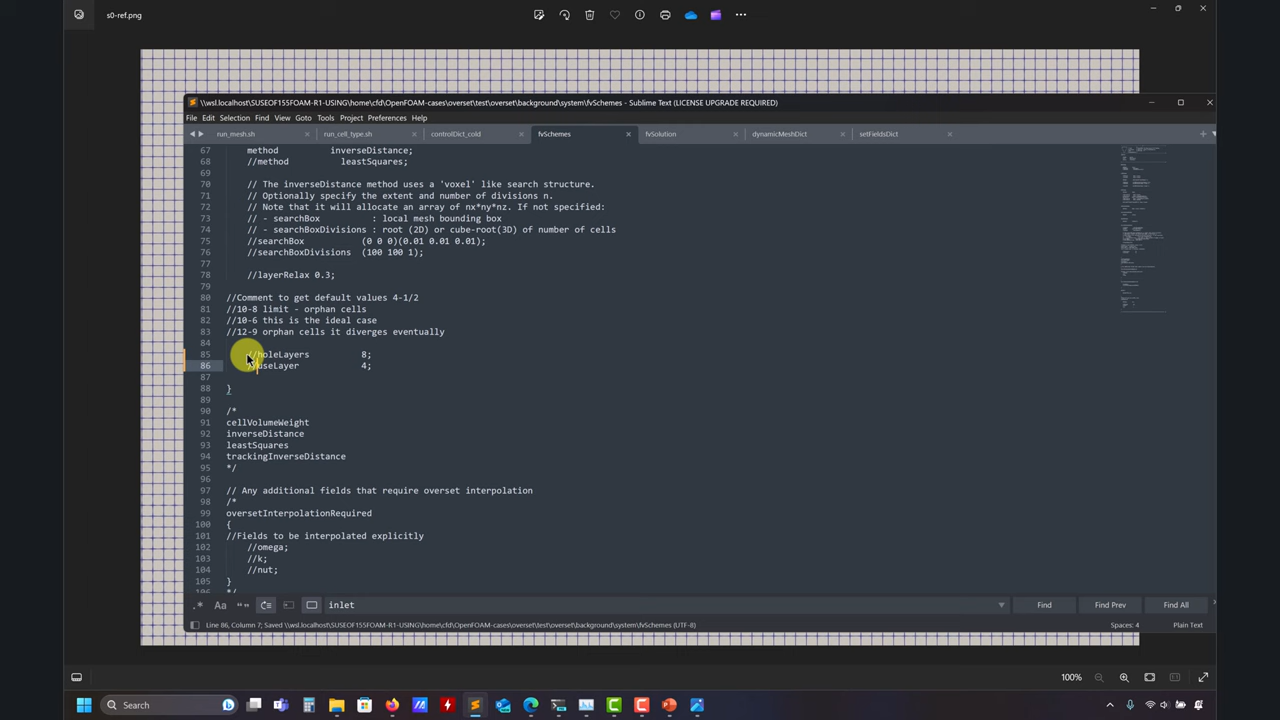 s0-ref.png
\\wsl.localhost\SUSEOF155FOAM-R1-USING\home\cfd\OpenFOAM-cases\overset\test\overset\background\system\fvSchemes - Sublime Text (LICENSE UPGRADE REQUIRED)
File Edit Selection Find View Goto Tools Project Preferences Help
run_mesh.sh run_cell_type.sh controlDict_cold fvSchemes fvSolution dynamicMeshDict setFieldsDict
67 method inverseDistance;
68 //method leastSquares;
69
70 // The inverseDistance method uses a 'voxel' like search structure.
71 // Optionally specify the extent and number of divisions n.
72 // Note that it will allocate an array of nx*ny*nz. If not specified:
73 // - searchBox : local mesh bounding box
74 // - searchBoxDivisions : root (2D) or cube-root(3D) of number of cells
75 //searchBox (0 0 0)(0.01 0.01 0.01);
76 //searchBoxDivisions (100 100 1);
77
78 //layerRelax 0.3;
79
80 //Comment to get default values 4-1/2
81 //10-8 limit - orphan cells
82 //10-6 this is the ideal case
83 //12-9 orphan cells it diverges eventually
84
85 //holeLayers 8;
86 //useLayer 4;
87
88 }
89
90 /*
91 cellVolumeWeight
92 inverseDistance
93 leastSquares
94 trackingInverseDistance
95 */
96
97 // Any additional fields that require overset interpolation
98 /*
99 oversetInterpolationRequired
100 {
101 //Fields to be interpolated explicitly
102 //omega;
103 //k;
104 //nut;
105 }
106 */
.* Aa “” inlet Find Find Prev Find All
Line 86, Column 7; Saved \\wsl.localhost\SUSEOF155FOAM-R1-USING\home\cfd\OpenFOAM-cases\overset\test\overset\background\system\fvSchemes (UTF-8) Spaces: 4 Plain Text
100%
Search